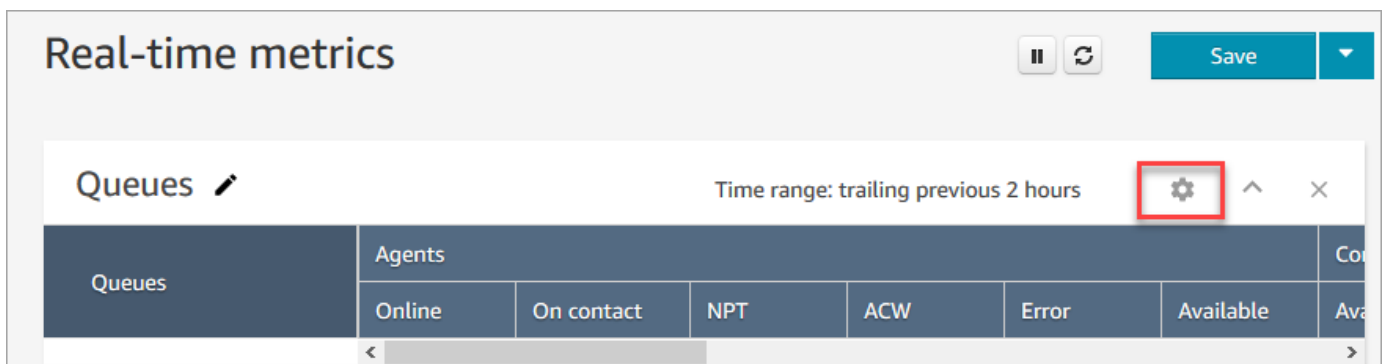 Real-time metrics
Save
Queues
Time range: trailing previous 2 hours
Queues
Agents
Online On contact NPT ACW Error Available